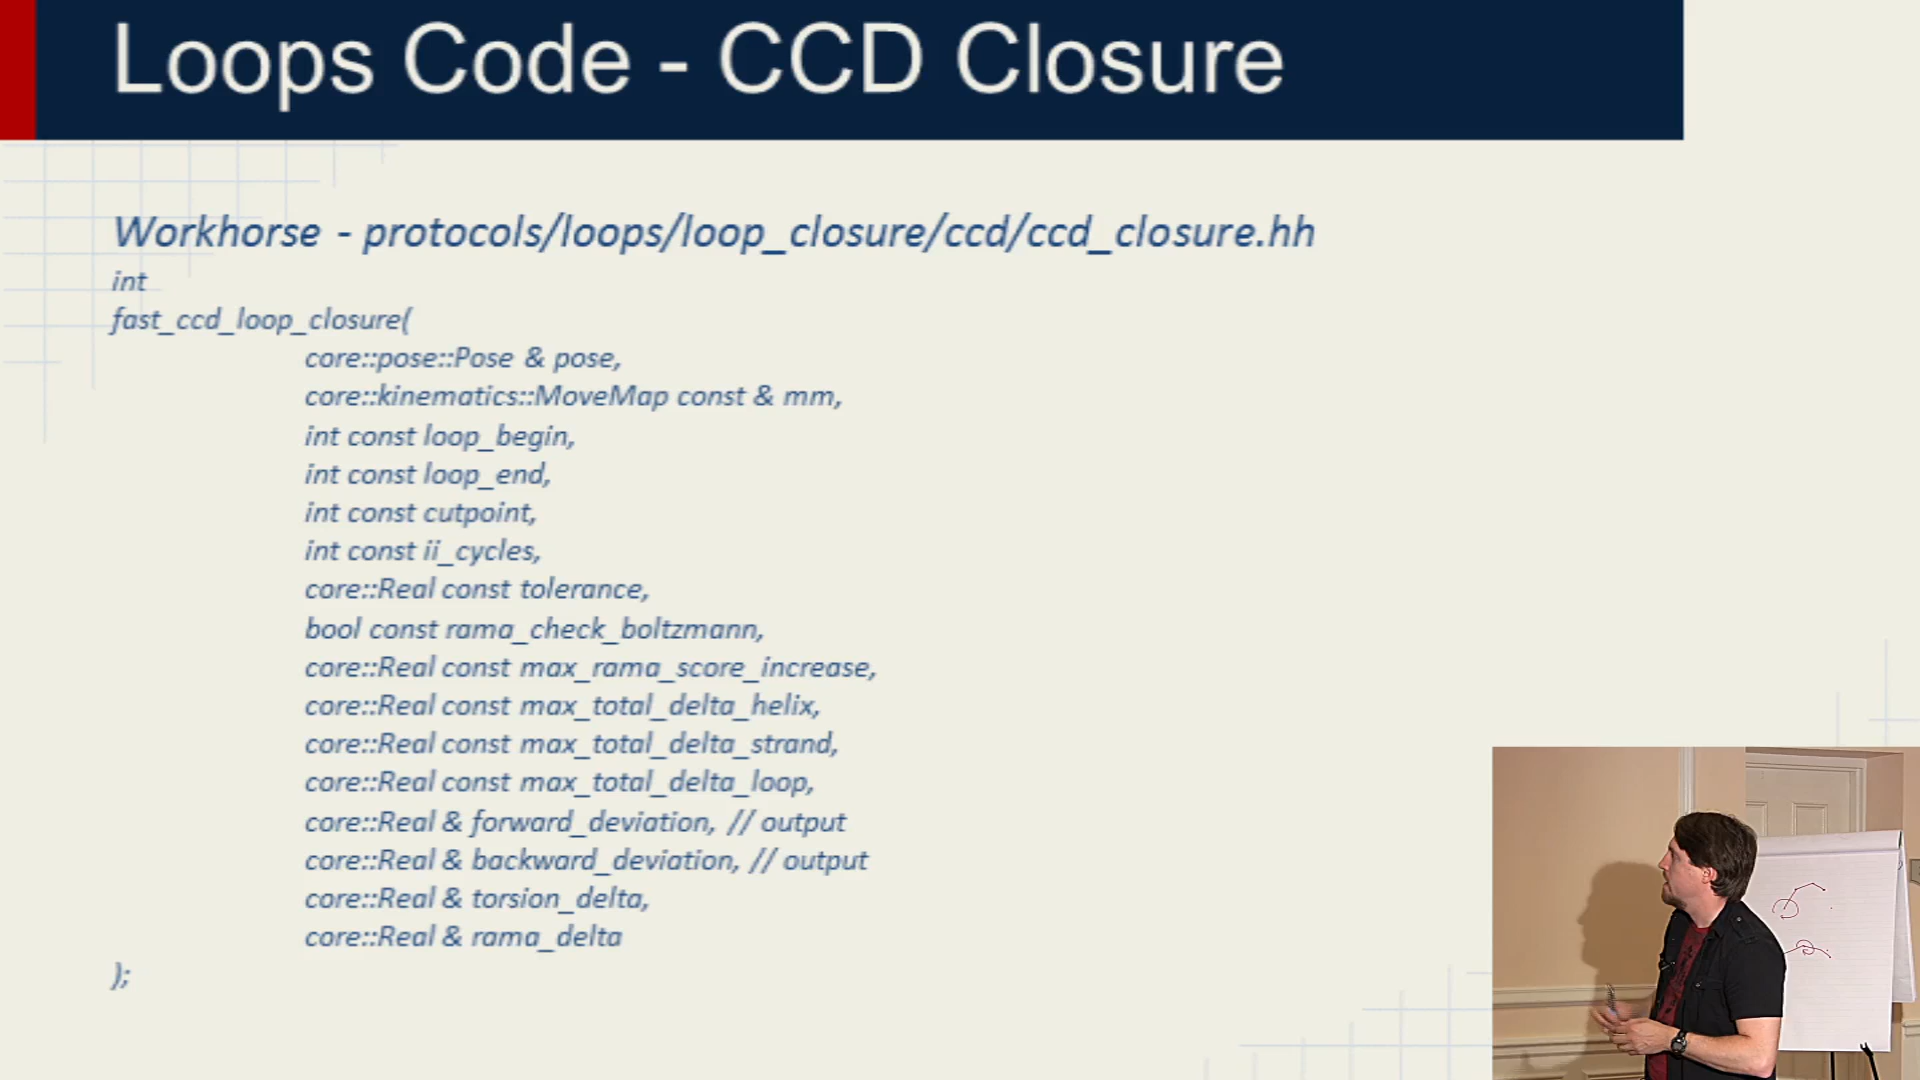 Loops Code - CCD Closure
Workhorse - protocols/loops/loop_closure/ccd/ccd_closure.hh
int
fast_ccd_loop_closure(
core::pose::Pose & pose,
core::kinematics::MoveMap const & mm,
int const loop_begin,
int const loop_end,
int const cutpoint,
int const ii_cycles,
core::Real const tolerance,
bool const rama_check_boltzmann,
core::Real const max_rama_score_increase,
core::Real const max_total_delta_helix,
core::Real const max_total_delta_strand,
core::Real const max_total_delta_loop,
core::Real & forward_deviation, // output
core::Real & backward_deviation, // output
core::Real & torsion_delta,
core::Real & rama_delta
);